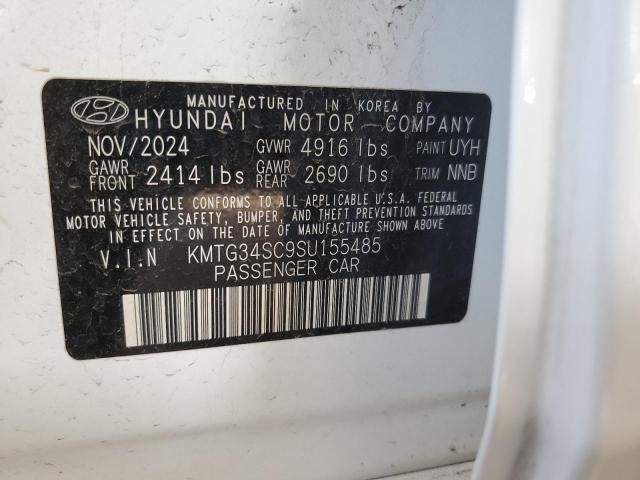 MANUFACTURED IN KOREA BY
HYUNDAI MOTOR COMPANY
NOV/2024 GVWR 4916 lbs PAINT UYH
GAWR FRONT 2414 lbs GAWR REAR 2690 lbs TRIM NNB
THIS VEHICLE CONFORMS TO ALL APPLICABLE U.S.A. FEDERAL
MOTOR VEHICLE SAFETY, BUMPER, AND THEFT PREVENTION STANDARDS
IN EFFECT ON THE DATE OF MANUFACTURE SHOWN ABOVE.
V.I.N KMTG34SC9SU155485
PASSENGER CAR